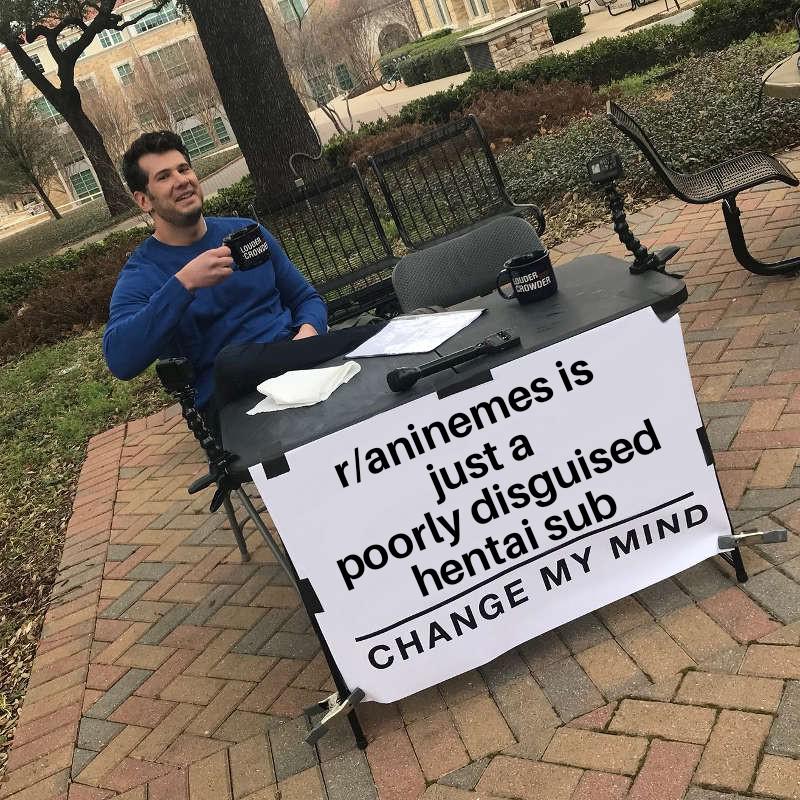 LOUDER
CROWDER
LOUDER
CROWDER
r/aninemes is
just a
poorly disguised
hentai sub
CHANGE MY MIND